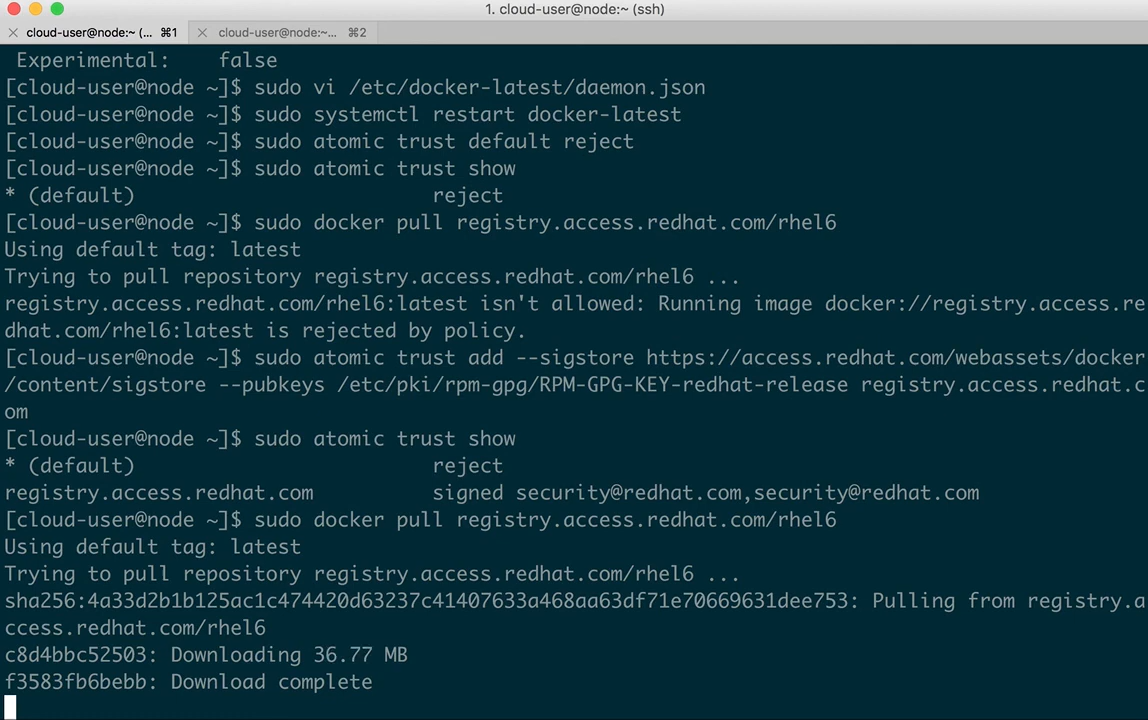 1. cloud-user@node:~ (ssh)
cloud-user@node:~ (... ⌘1 cloud-user@node:~... ⌘2
Experimental: false
[cloud-user@node ~]$ sudo vi /etc/docker-latest/daemon.json
[cloud-user@node ~]$ sudo systemctl restart docker-latest
[cloud-user@node ~]$ sudo atomic trust default reject
[cloud-user@node ~]$ sudo atomic trust show
* (default) reject
[cloud-user@node ~]$ sudo docker pull registry.access.redhat.com/rhel6
Using default tag: latest
Trying to pull repository registry.access.redhat.com/rhel6 ...
registry.access.redhat.com/rhel6:latest isn't allowed: Running image docker://registry.access.re
dhat.com/rhel6:latest is rejected by policy.
[cloud-user@node ~]$ sudo atomic trust add --sigstore https://access.redhat.com/webassets/docker
/content/sigstore --pubkeys /etc/pki/rpm-gpg/RPM-GPG-KEY-redhat-release registry.access.redhat.c
om
[cloud-user@node ~]$ sudo atomic trust show
* (default) reject
registry.access.redhat.com signed security@redhat.com,security@redhat.com
[cloud-user@node ~]$ sudo docker pull registry.access.redhat.com/rhel6
Using default tag: latest
Trying to pull repository registry.access.redhat.com/rhel6 ...
sha256:4a33d2b1b125ac1c474420d63237c41407633a468aa63df71e70669631dee753: Pulling from registry.a
ccess.redhat.com/rhel6
c8d4bbc52503: Downloading 36.77 MB
f3583fb6bebb: Download complete